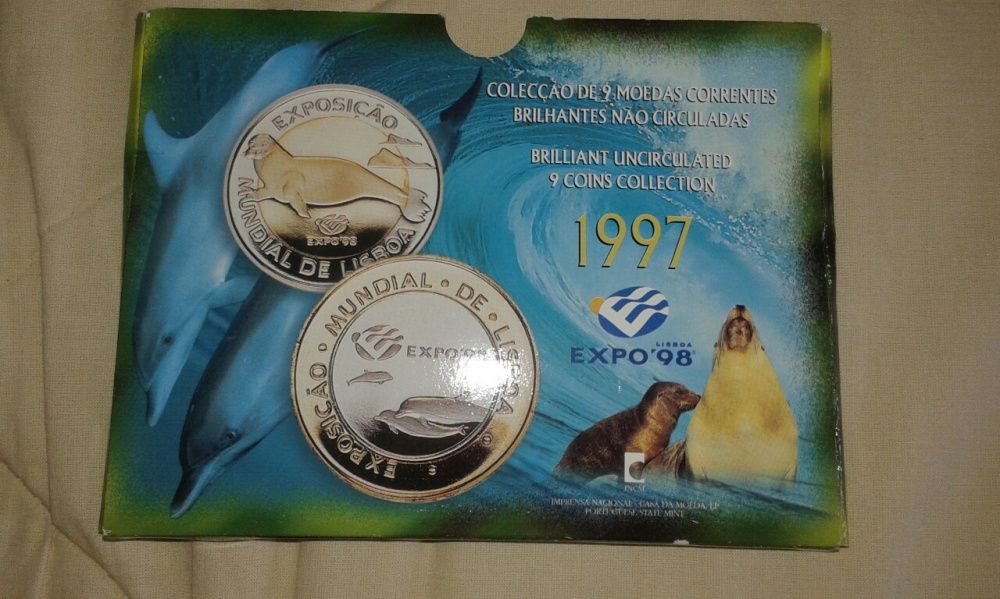 EXPOSIÇÃO
MUNDIAL DE LISBOA
EXPO'98
EXPOSIÇÃO · MUNDIAL · DE · LISBOA ·
EXPO'98
COLECÇÃO DE 9 MOEDAS CORRENTES
BRILHANTES NÃO CIRCULADAS
BRILLIANT UNCIRCULATED
9 COINS COLLECTION
1997
LISBOA
EXPO'98
INCM
IMPRENSA NACIONAL - CASA DA MOEDA, EP
PORTUGUESE STATE MINT